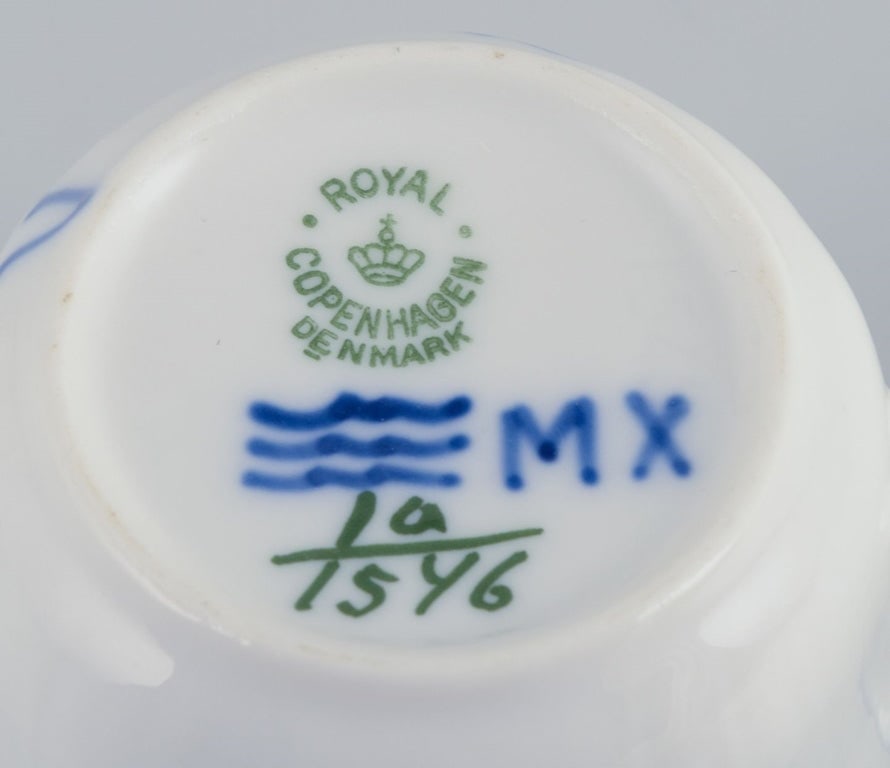 ROYAL
COPENHAGEN
DENMARK
MX
1a
1546